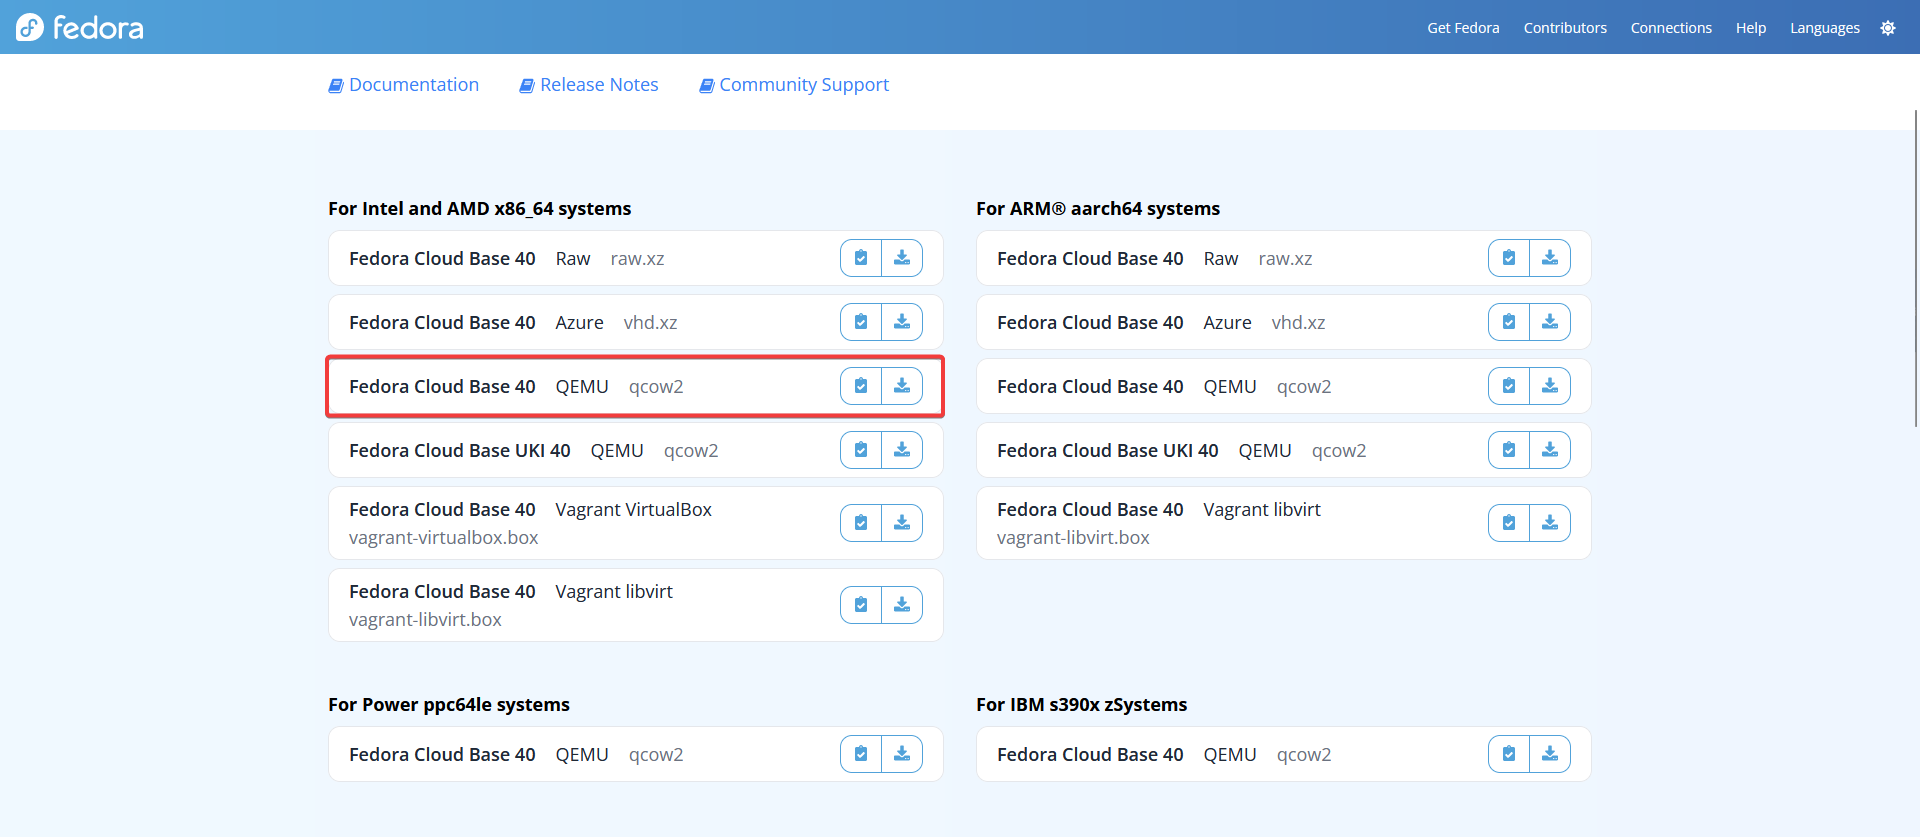 fedora
Get Fedora Contributors Connections Help Languages
Documentation Release Notes Community Support
For Intel and AMD x86_64 systems
Fedora Cloud Base 40 Raw raw.xz
Fedora Cloud Base 40 Azure vhd.xz
Fedora Cloud Base 40 QEMU qcow2
Fedora Cloud Base UKI 40 QEMU qcow2
Fedora Cloud Base 40 Vagrant VirtualBox
vagrant-virtualbox.box
Fedora Cloud Base 40 Vagrant libvirt
vagrant-libvirt.box
For ARM® aarch64 systems
Fedora Cloud Base 40 Raw raw.xz
Fedora Cloud Base 40 Azure vhd.xz
Fedora Cloud Base 40 QEMU qcow2
Fedora Cloud Base UKI 40 QEMU qcow2
Fedora Cloud Base 40 Vagrant libvirt
vagrant-libvirt.box
For Power ppc64le systems
Fedora Cloud Base 40 QEMU qcow2
For IBM s390x zSystems
Fedora Cloud Base 40 QEMU qcow2